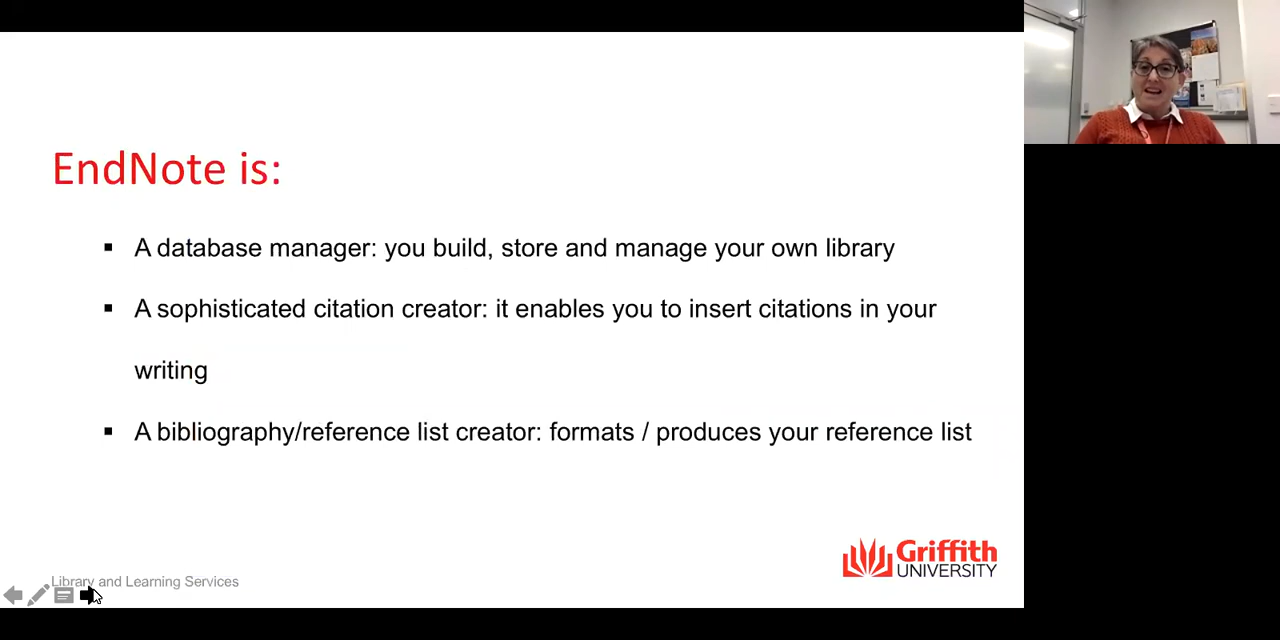 EndNote is:
▪ A database manager: you build, store and manage your own library
▪ A sophisticated citation creator: it enables you to insert citations in your
writing
▪ A bibliography/reference list creator: formats / produces your reference list
Griffith
UNIVERSITY
Library and Learning Services